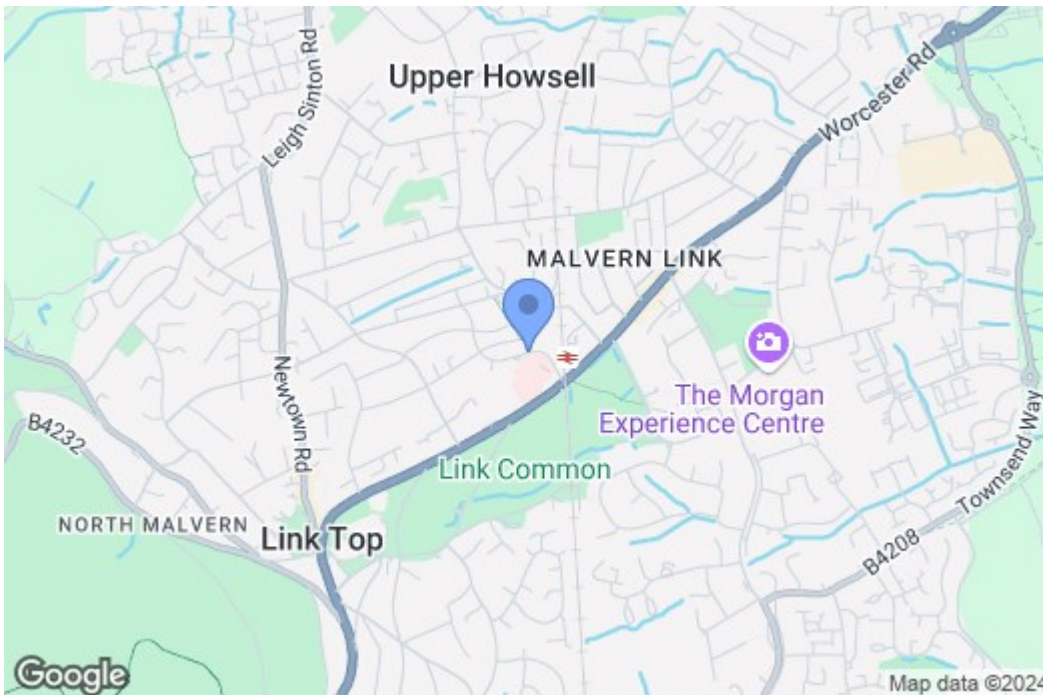 Upper Howsell
Leigh Sinton Rd
Worcester Rd
MALVERN LINK
Newtown Rd
The Morgan
Experience Centre
B4232
Link Common
Townsend Way
NORTH MALVERN
Link Top
B4208
Google
Map data ©2024